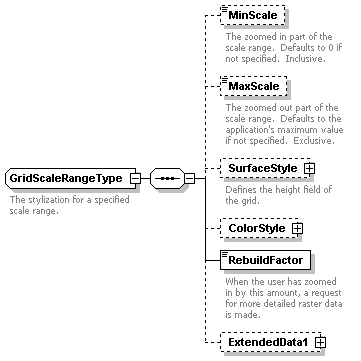 MinScale
The zoomed in part of the
scale range. Defaults to 0 if
not specified. Inclusive.
MaxScale
The zoomed out part of the
scale range. Defaults to the
application's maximum value
if not specified. Exclusive.
GridScaleRangeType
The stylization for a specified
scale range.
SurfaceStyle
Defines the height field of
the grid.
ColorStyle
RebuildFactor
When the user has zoomed
in by this amount, a request
for more detailed raster data
is made.
ExtendedData1